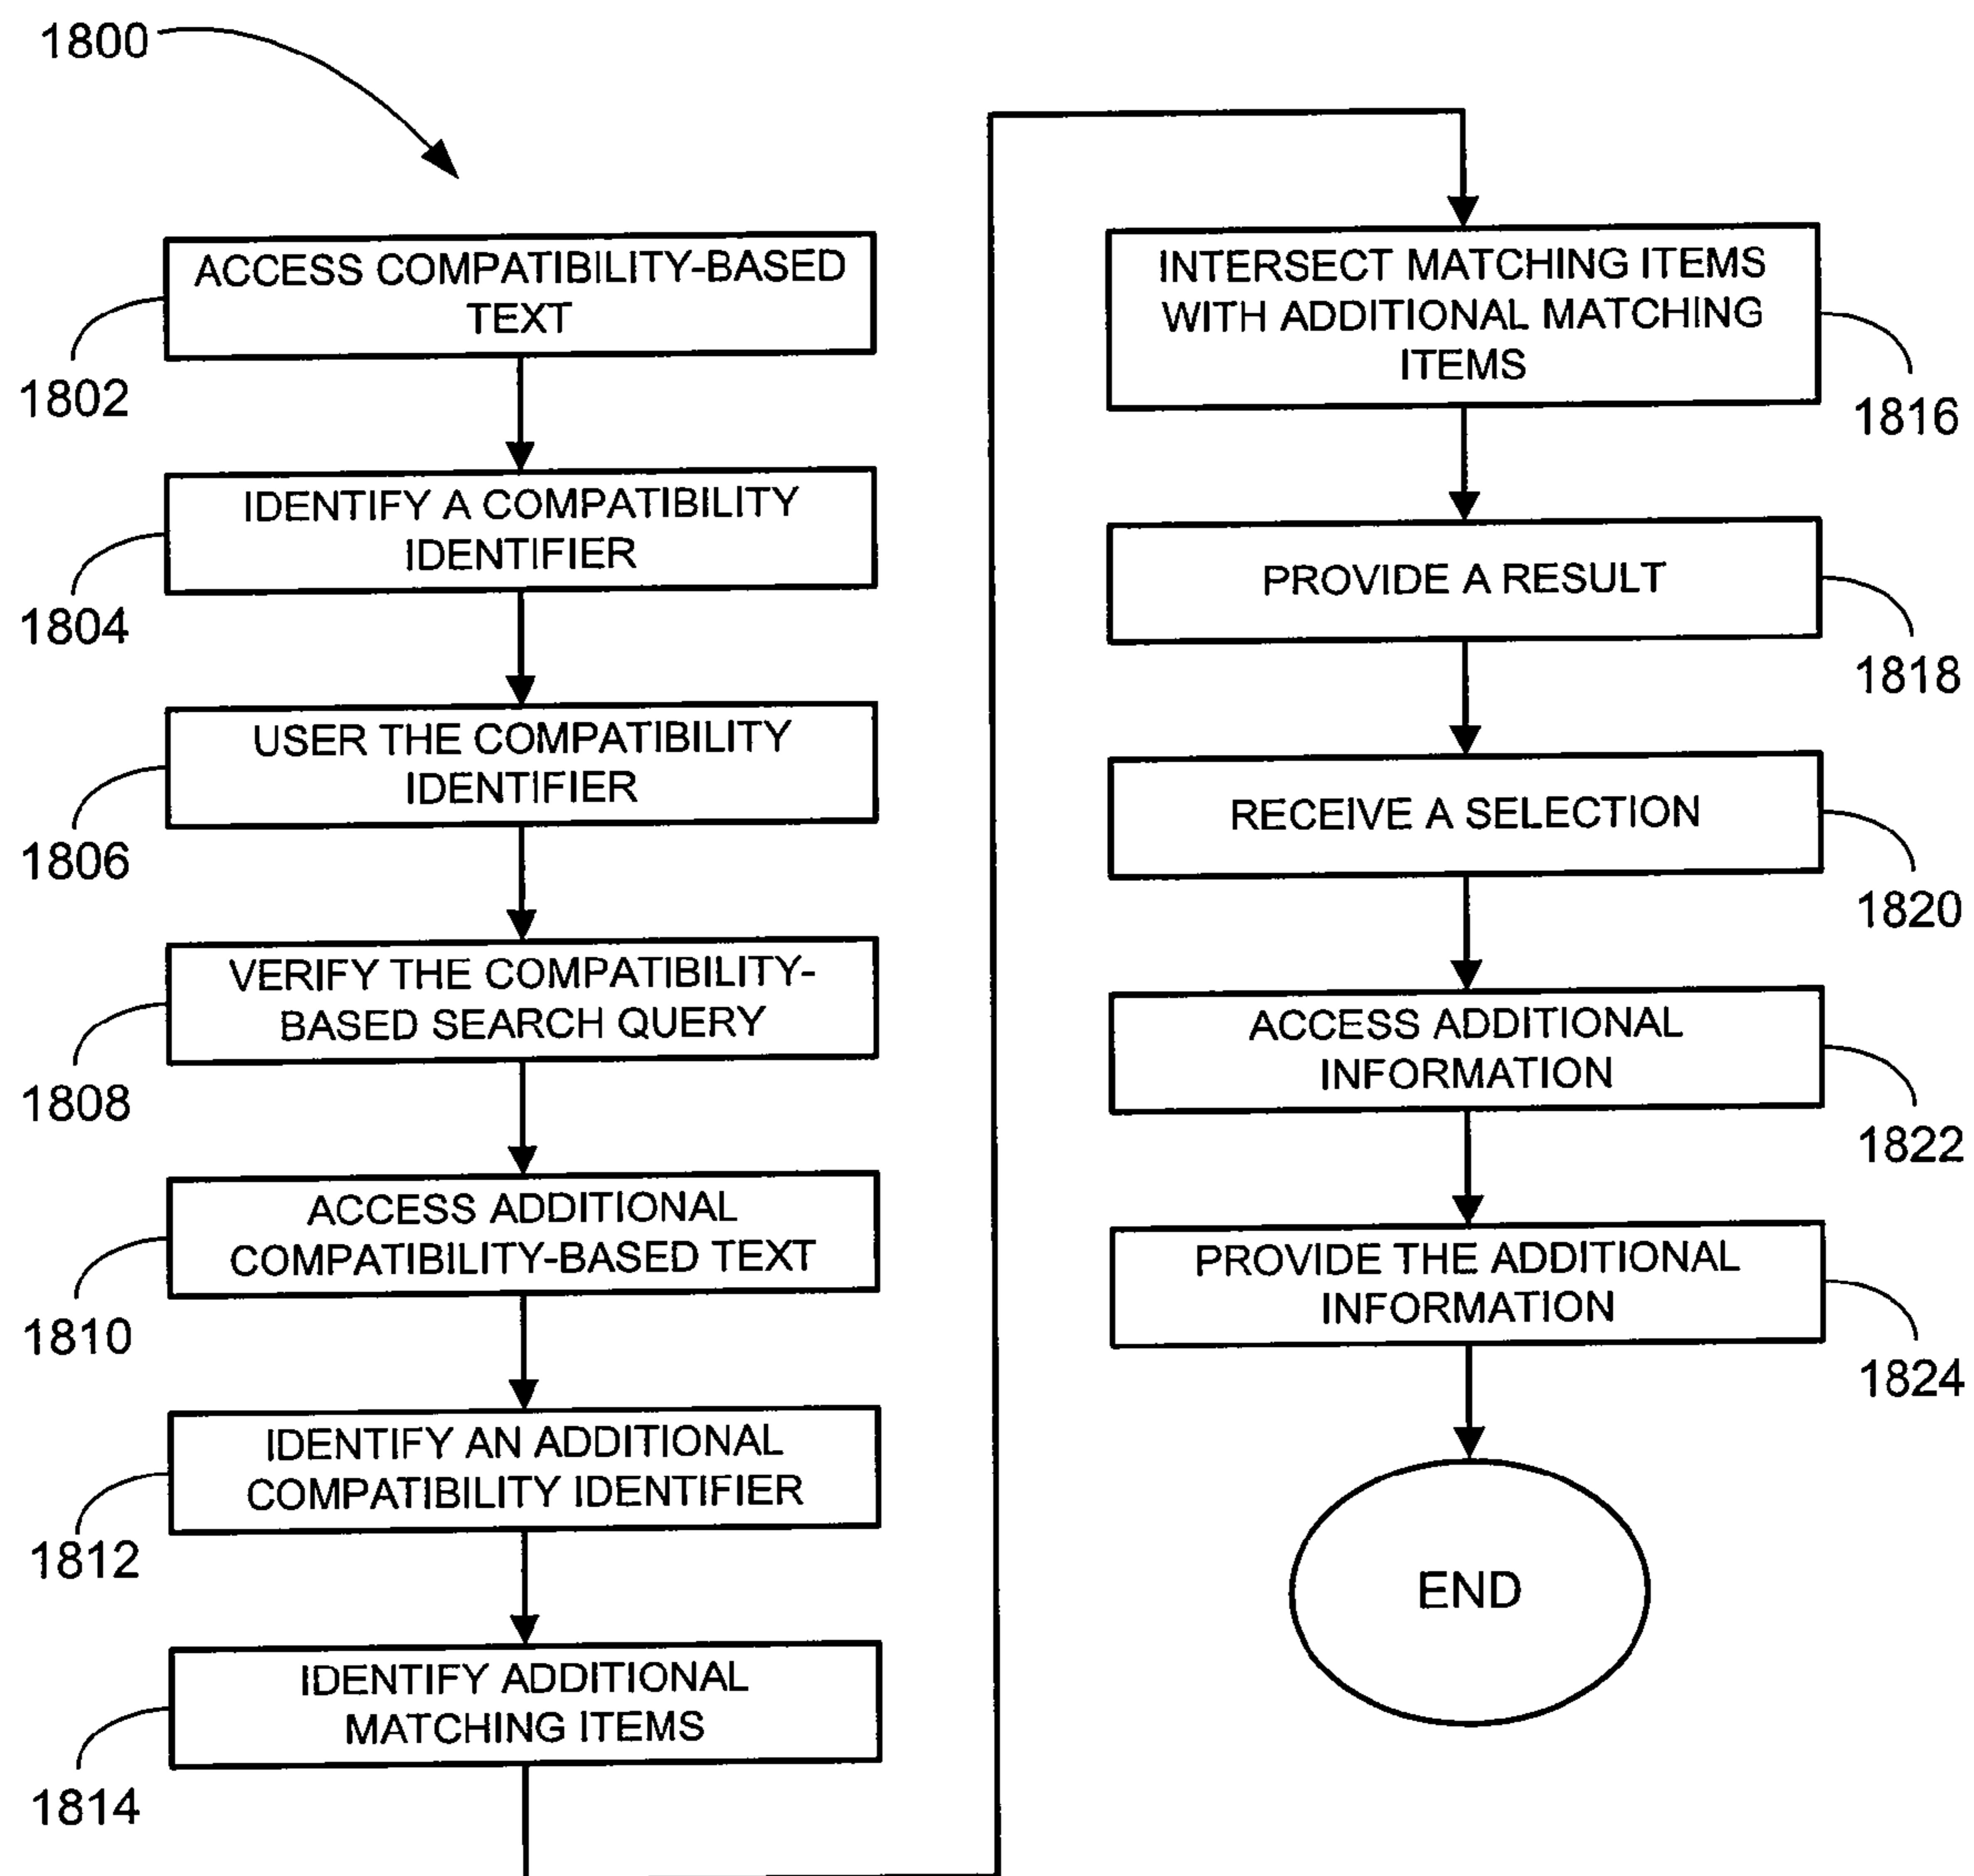 1800
ACCESS COMPATIBILITY-BASED
TEXT
1802
IDENTIFY A COMPATIBILITY
IDENTIFIER
1804
USER THE COMPATIBILITY
IDENTIFIER
1806
VERIFY THE COMPATIBILITY-
BASED SEARCH QUERY
1808
ACCESS ADDITIONAL
COMPATIBILITY-BASED TEXT
1810
IDENTIFY AN ADDITIONAL
COMPATIBILITY IDENTIFIER
1812
IDENTIFY ADDITIONAL
MATCHING ITEMS
1814
INTERSECT MATCHING ITEMS
WITH ADDITIONAL MATCHING
ITEMS
1816
PROVIDE A RESULT
1818
RECEIVE A SELECTION
1820
ACCESS ADDITIONAL
INFORMATION
1822
PROVIDE THE ADDITIONAL
INFORMATION
1824
END